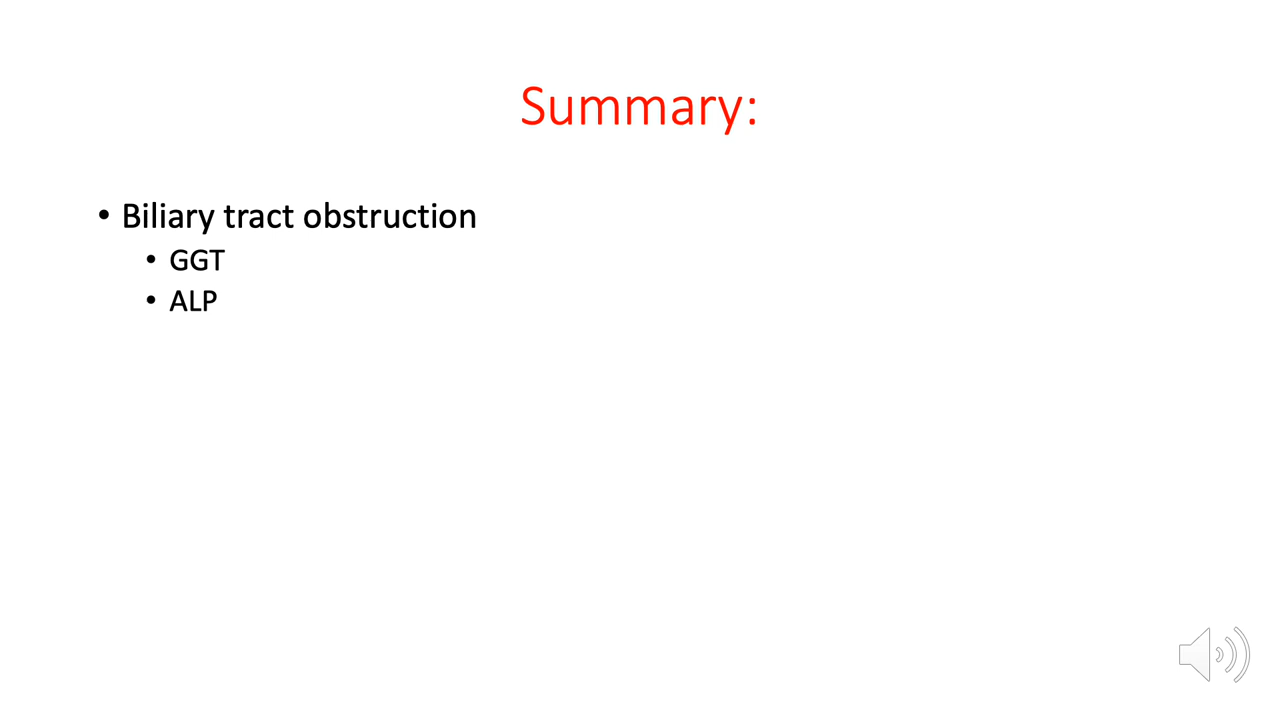 Summary:
• Biliary tract obstruction
• GGT
• ALP